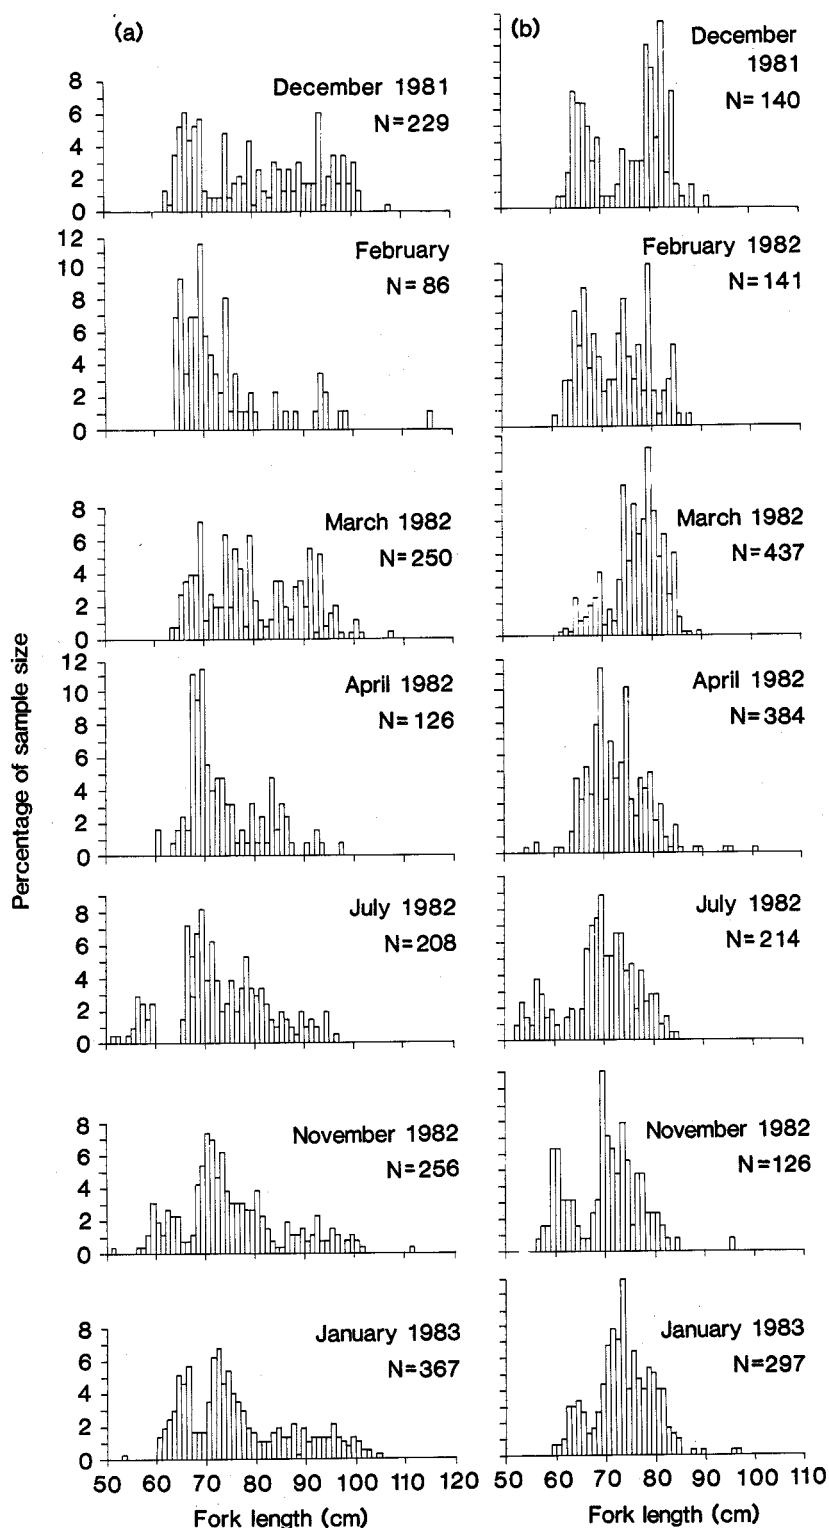 (a)
December 1981
N=229
8
6
4
2
0
12
10
8
6
4
2
0
February
N=86
8
6
4
2
0
March 1982
N=250
12
10
8
6
4
2
0
April 1982
N=126
8
6
4
2
0
July 1982
N=208
8
6
4
2
0
November 1982
N=256
8
6
4
2
0
January 1983
N=367
50 60 70 80 90 100 110 120
Fork length (cm)
Percentage of sample size
(b)
December
1981
N=140
February 1982
N=141
March 1982
N=437
April 1982
N=384
July 1982
N=214
November 1982
N=126
January 1983
N=297
50 60 70 80 90 100 110
Fork length (cm)